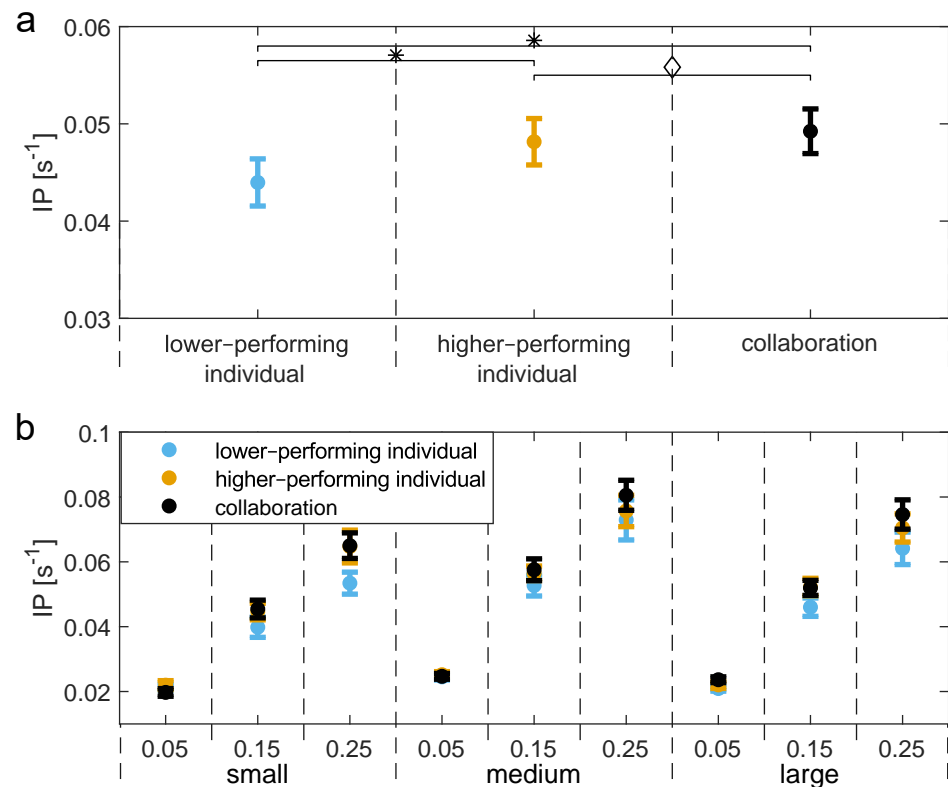 a
0.06
0.05
0.04
0.03
IP [s⁻¹]
lower-performing individual
higher-performing individual
collaboration
b
0.1
0.08
0.06
0.04
0.02
IP [s⁻¹]
lower-performing individual
higher-performing individual
collaboration
0.05 0.15 0.25 0.05 0.15 0.25 0.05 0.15 0.25
small medium large